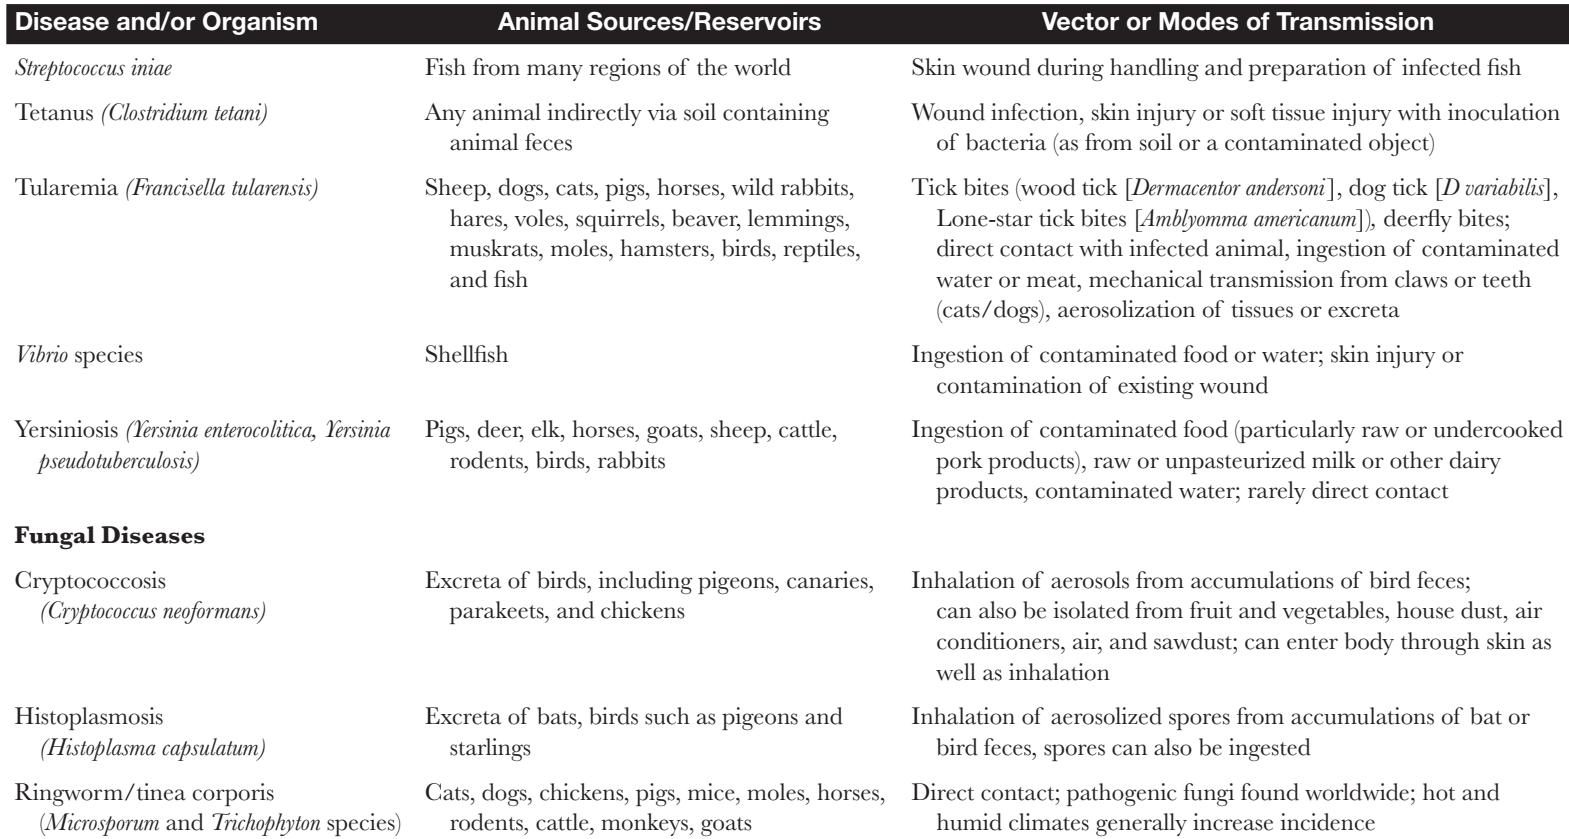 Disease and/or Organism Animal Sources/Reservoirs Vector or Modes of Transmission
Streptococcus iniae Fish from many regions of the world Skin wound during handling and preparation of infected fish
Tetanus (Clostridium tetani) Any animal indirectly via soil containing Wound infection, skin injury or soft tissue injury with inoculation
animal feces of bacteria (as from soil or a contaminated object)
Tularemia (Francisella tularensis) Sheep, dogs, cats, pigs, horses, wild rabbits, Tick bites (wood tick [Dermacentor andersoni], dog tick [D variabilis],
hares, voles, squirrels, beaver, lemmings, Lone-star tick bites [Amblyomma americanum]), deerfly bites;
muskrats, moles, hamsters, birds, reptiles, direct contact with infected animal, ingestion of contaminated
and fish water or meat, mechanical transmission from claws or teeth
(cats/dogs), aerosolization of tissues or excreta
Vibrio species Shellfish Ingestion of contaminated food or water; skin injury or
contamination of existing wound
Yersiniosis (Yersinia enterocolitica, Yersinia Pigs, deer, elk, horses, goats, sheep, cattle, Ingestion of contaminated food (particularly raw or undercooked
pseudotuberculosis) rodents, birds, rabbits pork products), raw or unpasteurized milk or other dairy
products, contaminated water; rarely direct contact
Fungal Diseases
Cryptococcosis Excreta of birds, including pigeons, canaries, Inhalation of aerosols from accumulations of bird feces;
(Cryptococcus neoformans) parakeets, and chickens can also be isolated from fruit and vegetables, house dust, air
conditioners, air, and sawdust; can enter body through skin as
well as inhalation
Histoplasmosis Excreta of bats, birds such as pigeons and Inhalation of aerosolized spores from accumulations of bat or
(Histoplasma capsulatum) starlings bird feces, spores can also be ingested
Ringworm/tinea corporis Cats, dogs, chickens, pigs, mice, moles, horses, Direct contact; pathogenic fungi found worldwide; hot and
(Microsporum and Trichophyton species) rodents, cattle, monkeys, goats humid climates generally increase incidence